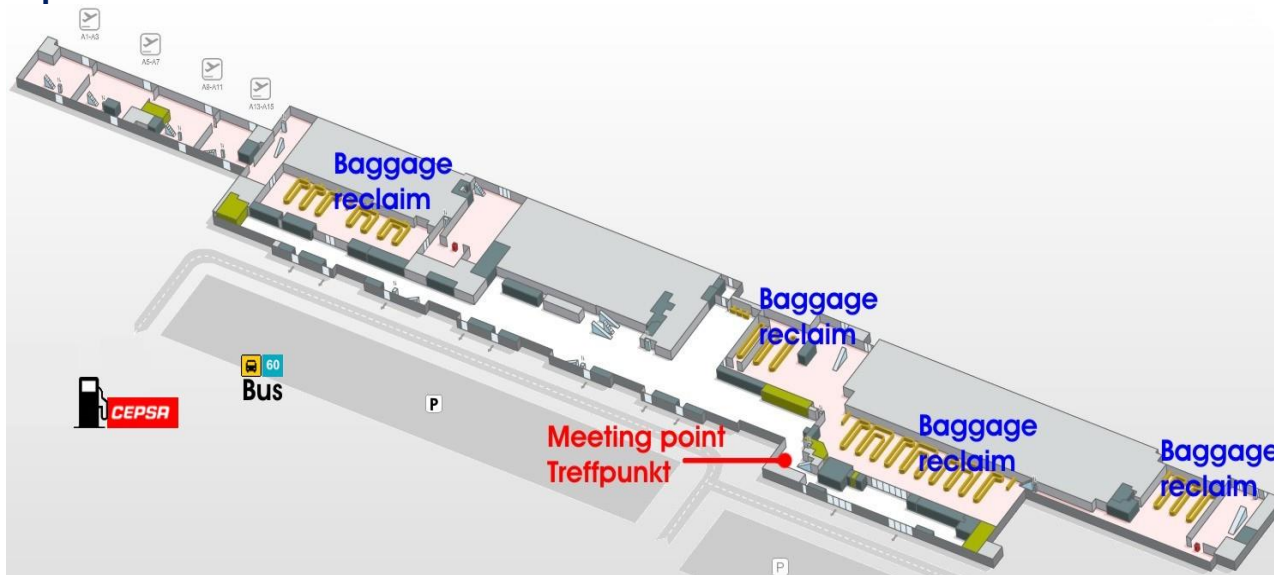 A1-A3
A5-A7
A8-A11
A13-A15
Baggage
reclaim
Baggage
reclaim
60
Bus
P
CEPSA
Meeting point
Treffpunkt
Baggage
reclaim
Baggage
reclaim
P